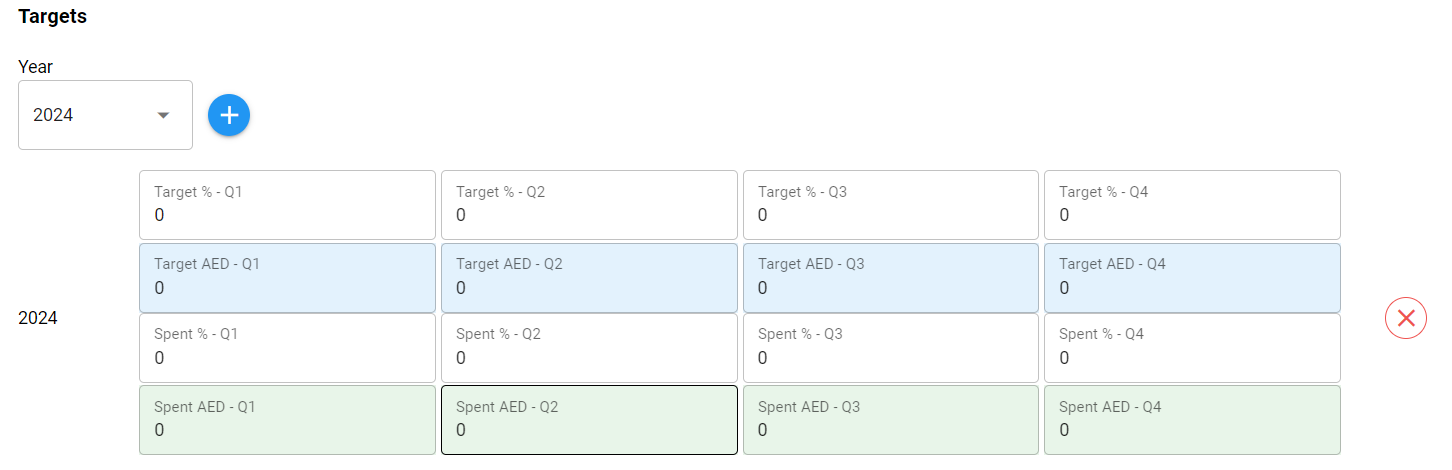 Targets
Year
2024
Target % - Q1 Target % - Q2 Target % - Q3 Target % - Q4
0 0 0 0
Target AED - Q1 Target AED - Q2 Target AED - Q3 Target AED - Q4
0 0 0 0
2024
Spent % - Q1 Spent % - Q2 Spent % - Q3 Spent % - Q4
0 0 0 0
Spent AED - Q1 Spent AED - Q2 Spent AED - Q3 Spent AED - Q4
0 0 0 0